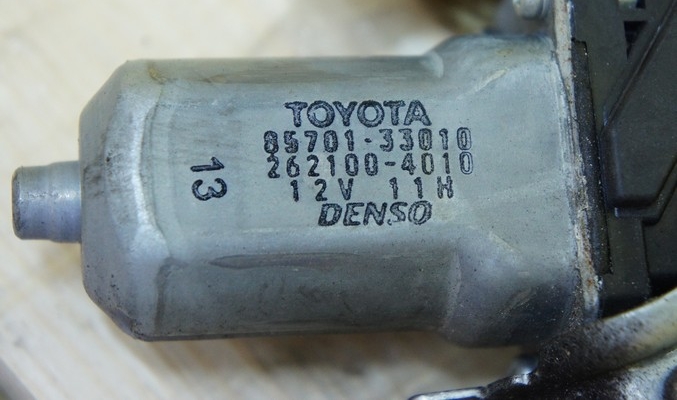 TOYOTA
85701-33010
262100-4010
12V 11H
DENSO
13